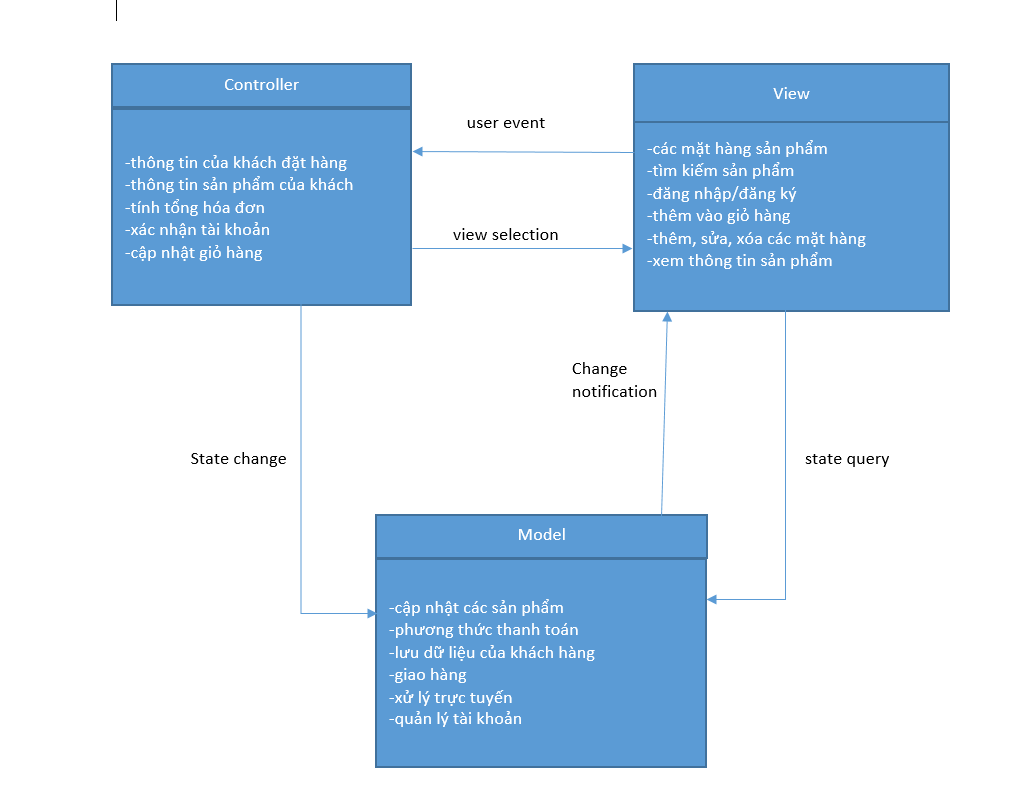 Controller
-thông tin của khách đặt hàng
-thông tin sản phẩm của khách
-tính tổng hóa đơn
-xác nhận tài khoản
-cập nhật giỏ hàng
user event
view selection
View
-các mặt hàng sản phẩm
-tìm kiếm sản phẩm
-đăng nhập/đăng ký
-thêm vào giỏ hàng
-thêm, sửa, xóa các mặt hàng
-xem thông tin sản phẩm
Change
notification
State change
state query
Model
-cập nhật các sản phẩm
-phương thức thanh toán
-lưu dữ liệu của khách hàng
-giao hàng
-xử lý trực tuyến
-quản lý tài khoản